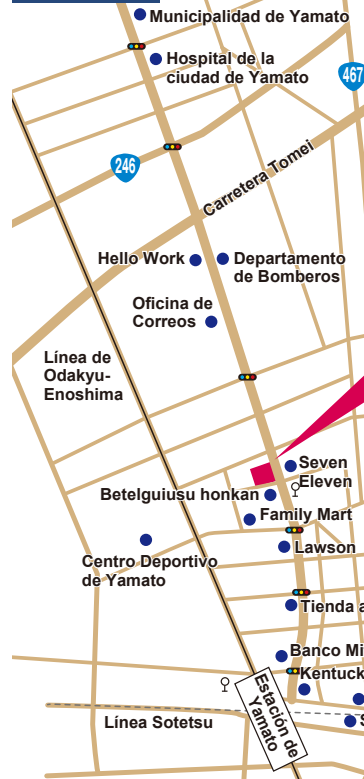 Municipalidad de Yamato
Hospital de la
ciudad de Yamato
467
246
Carretera Tomei
Hello Work
Departamento
de Bomberos
Oficina de
Correos
Línea de
Odakyu-
Enoshima
Seven
Eleven
Betelguiusu honkan
Family Mart
Lawson
Centro Deportivo
de Yamato
Tienda a
Banco Mi
Kentuck
Estación de
Yamato
Línea Sotetsu
S